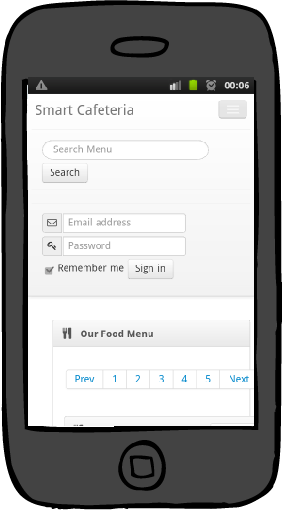 00:06
Smart Cafeteria
Search Menu
Search
Email address
Password
Remember me Sign in
Our Food Menu
Prev 1 2 3 4 5 Next